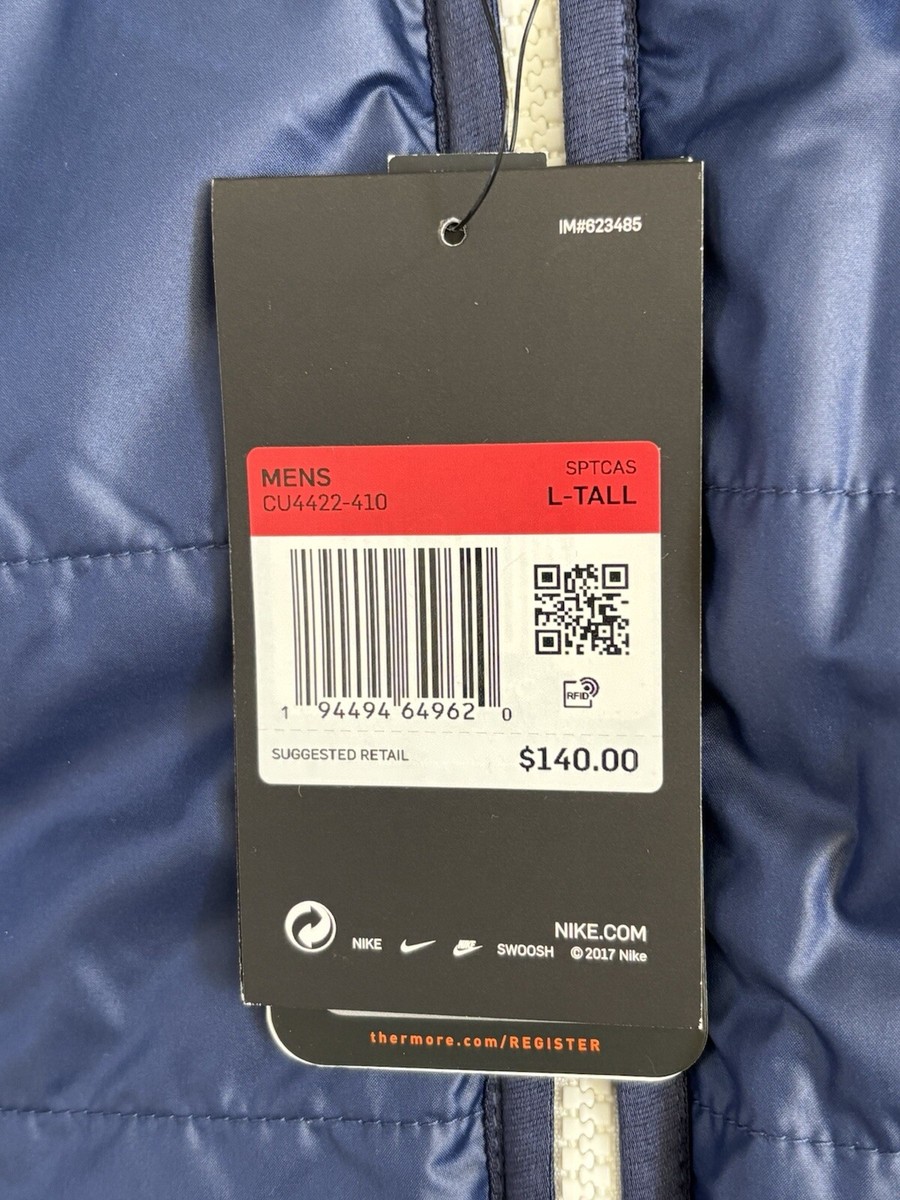 IM#623485
MENS
SPTCAS
CU4422-410
L-TALL
RFID
1 94494 64962 0
SUGGESTED RETAIL
$140.00
NIKE.COM
NIKE NIKE SWOOSH © 2017 Nike
thermore.com/REGISTER